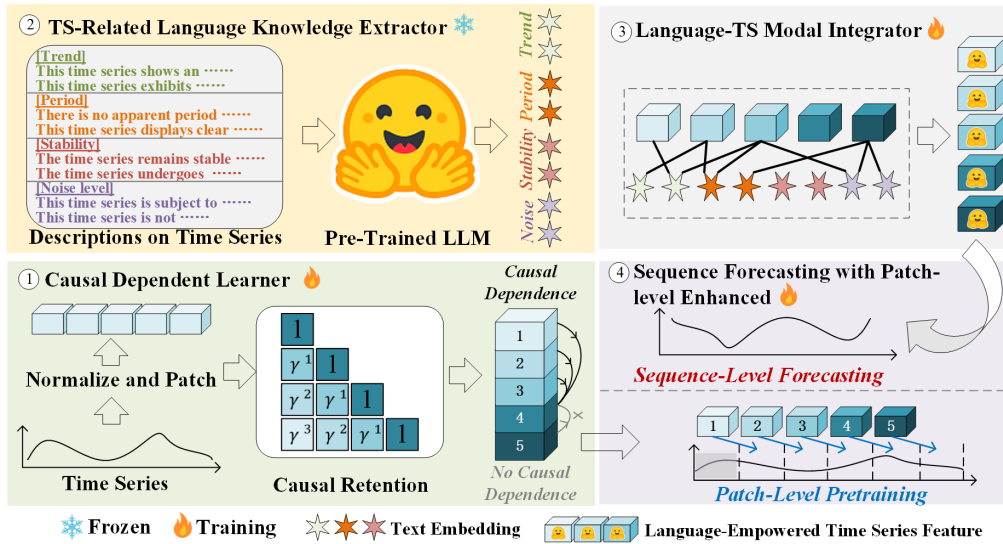 ② TS-Related Language Knowledge Extractor
[Trend]
This time series shows an ······
This time series exhibits ······
[Period]
There is no apparent period ······
This time series displays clear ······
[Stability]
The time series remains stable ······
The time series undergoes ······
[Noise level]
This time series is subject to ······
This time series is not ······
Descriptions on Time Series
Pre-Trained LLM
Trend
Period
Stability
Noise
③ Language-TS Modal Integrator
① Causal Dependent Learner
Normalize and Patch
Time Series
1
γ¹ 1
γ² γ¹ 1
γ³ γ² γ¹ 1
Causal Retention
Causal
Dependence
1
2
3
4
5
X
No Causal
Dependence
④ Sequence Forecasting with Patch-
level Enhanced
Sequence-Level Forecasting
1 2 3 4 5
Patch-Level Pretraining
Frozen Training Text Embedding Language-Empowered Time Series Feature